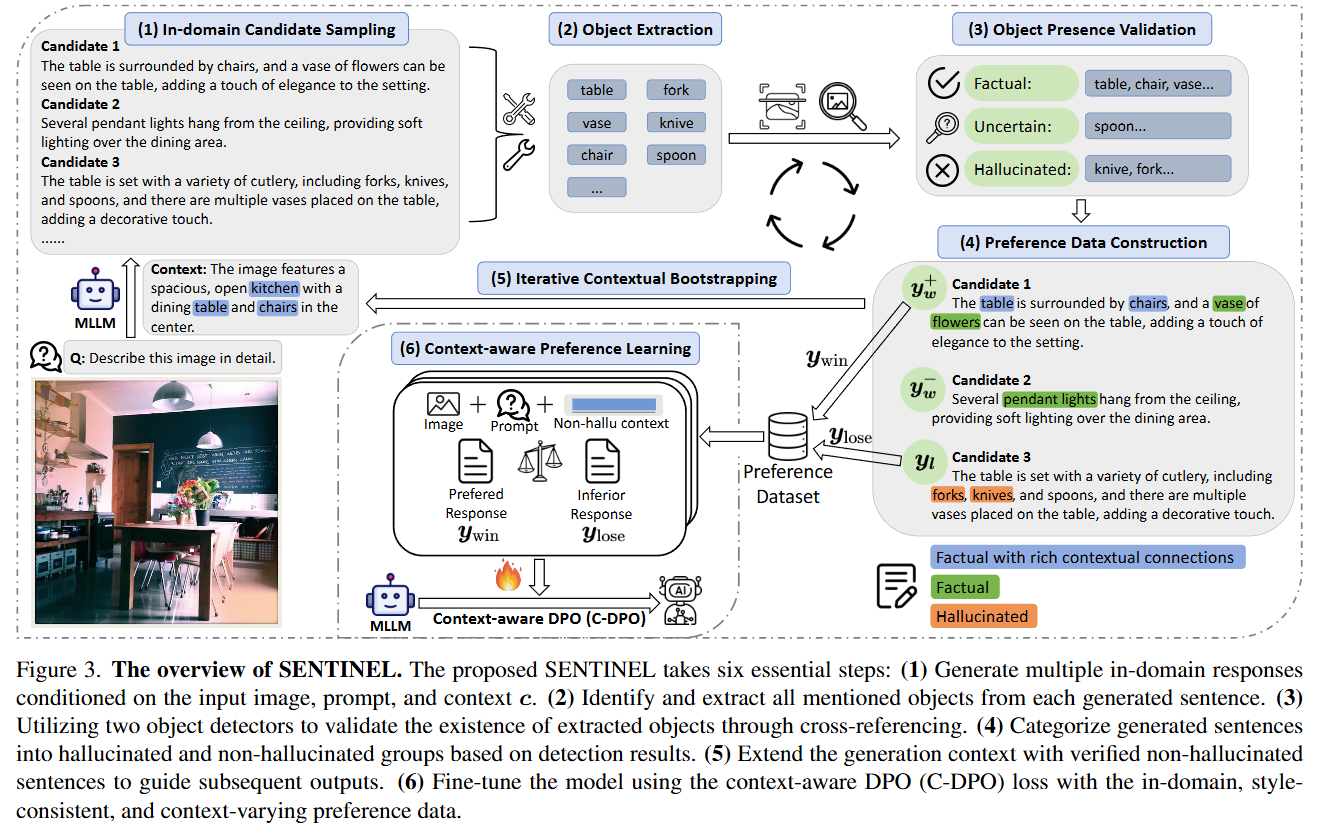 (1) In-domain Candidate Sampling
Candidate 1
The table is surrounded by chairs, and a vase of flowers can be
seen on the table, adding a touch of elegance to the setting.
Candidate 2
Several pendant lights hang from the ceiling, providing soft
lighting over the dining area.
Candidate 3
The table is set with a variety of cutlery, including forks, knives,
and spoons, and there are multiple vases placed on the table,
adding a decorative touch.
......
(2) Object Extraction
table
fork
vase
knive
chair
spoon
...
(3) Object Presence Validation
Factual:
table, chair, vase...
Uncertain:
spoon...
Hallucinated:
knive, fork...
(4) Preference Data Construction
y_w^+
Candidate 1
The table is surrounded by chairs, and a vase of
flowers can be seen on the table, adding a touch of
elegance to the setting.
y_w^-
Candidate 2
Several pendant lights hang from the ceiling,
providing soft lighting over the dining area.
y_l
Candidate 3
The table is set with a variety of cutlery, including
forks, knives, and spoons, and there are multiple
vases placed on the table, adding a decorative touch.
Factual with rich contextual connections
Factual
Hallucinated
(5) Iterative Contextual Bootstrapping
MLLM
Context: The image features a
spacious, open kitchen with a
dining table and chairs in the
center.
Q: Describe this image in detail.
y_win
y_lose
Preference
Dataset
(6) Context-aware Preference Learning
Image
+
Prompt
+
Non-hallu context
Prefered
Response
y_win
Inferior
Response
y_lose
MLLM
Context-aware DPO (C-DPO)
AI
Figure 3. The overview of SENTINEL. The proposed SENTINEL takes six essential steps: (1) Generate multiple in-domain responses
conditioned on the input image, prompt, and context c. (2) Identify and extract all mentioned objects from each generated sentence. (3)
Utilizing two object detectors to validate the existence of extracted objects through cross-referencing. (4) Categorize generated sentences
into hallucinated and non-hallucinated groups based on detection results. (5) Extend the generation context with verified non-hallucinated
sentences to guide subsequent outputs. (6) Fine-tune the model using the context-aware DPO (C-DPO) loss with the in-domain, style-
consistent, and context-varying preference data.